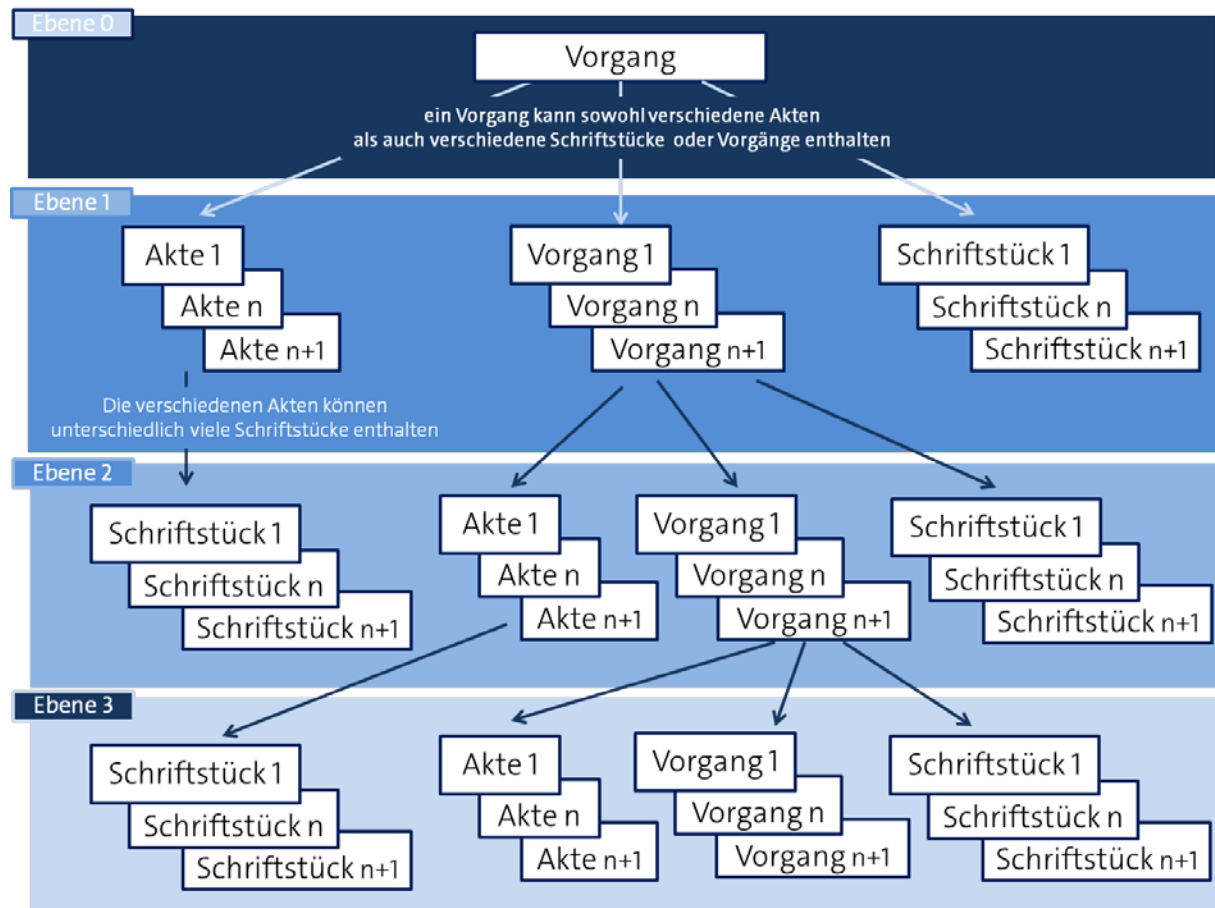 Ebene 0
Vorgang
ein Vorgang kann sowohl verschiedene Akten
als auch verschiedene Schriftstücke oder Vorgänge enthalten
Ebene 1
Akte 1
Akte n
Akte n+1
Vorgang 1
Vorgang n
Vorgang n+1
Schriftstück 1
Schriftstück n
Schriftstück n+1
Die verschiedenen Akten können
unterschiedlich viele Schriftstücke enthalten
Ebene 2
Schriftstück 1
Schriftstück n
Schriftstück n+1
Akte 1
Akte n
Akte n+1
Vorgang 1
Vorgang n
Vorgang n+1
Schriftstück 1
Schriftstück n
Schriftstück n+1
Ebene 3
Schriftstück 1
Schriftstück n
Schriftstück n+1
Akte 1
Akte n
Akte n+1
Vorgang 1
Vorgang n
Vorgang n+1
Schriftstück 1
Schriftstück n
Schriftstück n+1